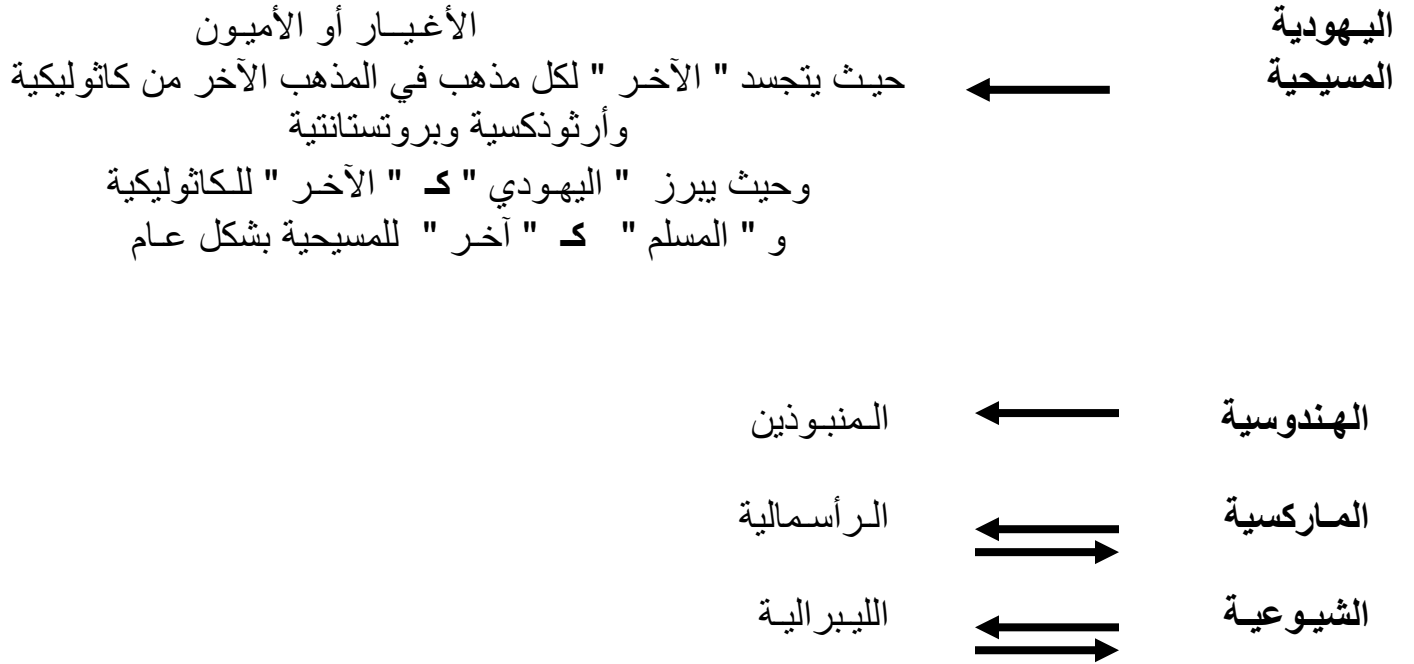 اليهودية الأغيار أو الأميون
المسيحية حيث يتجسد " الآخر " لكل مذهب في المذهب الآخر من كاثوليكية
وأرثوذكسية وبروتستانتية
وحيث يبرز " اليهودي " كـ " الآخر " للكاثوليكية
و " المسلم " كـ " آخر " للمسيحية بشكل عام
الهندوسية المنبوذين
الماركسية الرأسمالية
الشيوعية الليبرالية